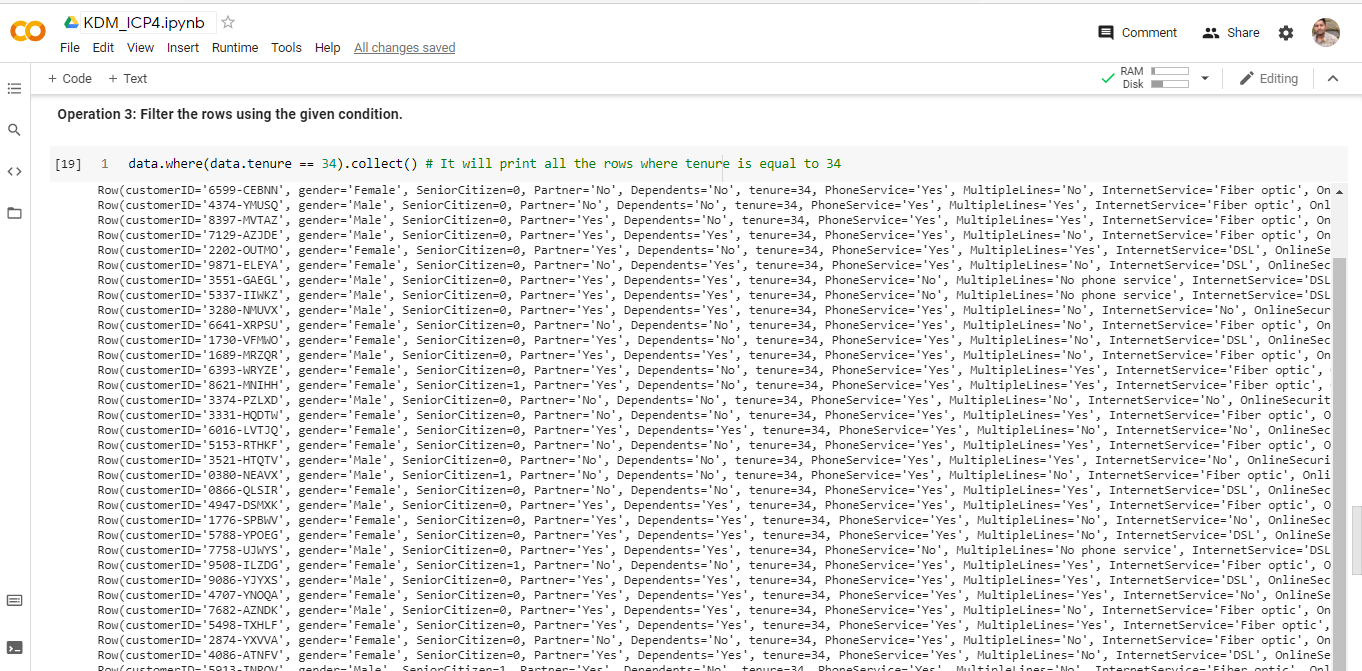 KDM_ICP4.ipynb
File Edit View Insert Runtime Tools Help All changes saved
Comment Share
+ Code + Text
RAM
Disk
Editing
Operation 3: Filter the rows using the given condition.
[19] 1 data.where(data.tenure == 34).collect() # It will print all the rows where tenure is equal to 34
Row(customerID='6599-CEBNN', gender='Female', SeniorCitizen=0, Partner='No', Dependents='No', tenure=34, PhoneService='Yes', MultipleLines='No', InternetService='Fiber optic', On
Row(customerID='4374-YMUSQ', gender='Male', SeniorCitizen=0, Partner='No', Dependents='No', tenure=34, PhoneService='Yes', MultipleLines='Yes', InternetService='Fiber optic', Onl
Row(customerID='8397-MVTAZ', gender='Male', SeniorCitizen=0, Partner='Yes', Dependents='No', tenure=34, PhoneService='Yes', MultipleLines='Yes', InternetService='Fiber optic', On
Row(customerID='7129-AZJDE', gender='Male', SeniorCitizen=0, Partner='Yes', Dependents='Yes', tenure=34, PhoneService='Yes', MultipleLines='No', InternetService='Fiber optic', On
Row(customerID='2202-OUTMO', gender='Female', SeniorCitizen=0, Partner='Yes', Dependents='No', tenure=34, PhoneService='Yes', MultipleLines='Yes', InternetService='DSL', OnlineSe
Row(customerID='9871-ELEYA', gender='Female', SeniorCitizen=0, Partner='No', Dependents='Yes', tenure=34, PhoneService='Yes', MultipleLines='No', InternetService='DSL', OnlineSec
Row(customerID='3551-GAEGL', gender='Male', SeniorCitizen=0, Partner='Yes', Dependents='Yes', tenure=34, PhoneService='No', MultipleLines='No phone service', InternetService='DSL
Row(customerID='5337-IIWKZ', gender='Male', SeniorCitizen=0, Partner='Yes', Dependents='Yes', tenure=34, PhoneService='No', MultipleLines='No phone service', InternetService='DSL
Row(customerID='3280-NMUVX', gender='Male', SeniorCitizen=0, Partner='Yes', Dependents='Yes', tenure=34, PhoneService='Yes', MultipleLines='No', InternetService='No', OnlineSecur
Row(customerID='6641-XRPSU', gender='Female', SeniorCitizen=0, Partner='No', Dependents='No', tenure=34, PhoneService='Yes', MultipleLines='No', InternetService='Fiber optic', On
Row(customerID='1730-VFMWO', gender='Female', SeniorCitizen=0, Partner='Yes', Dependents='No', tenure=34, PhoneService='Yes', MultipleLines='No', InternetService='DSL', OnlineSec
Row(customerID='1689-MRZQR', gender='Male', SeniorCitizen=0, Partner='Yes', Dependents='Yes', tenure=34, PhoneService='Yes', MultipleLines='No', InternetService='Fiber optic', On
Row(customerID='6393-WRYZE', gender='Female', SeniorCitizen=0, Partner='Yes', Dependents='No', tenure=34, PhoneService='Yes', MultipleLines='Yes', InternetService='Fiber optic',
Row(customerID='8621-MNIHH', gender='Female', SeniorCitizen=1, Partner='Yes', Dependents='No', tenure=34, PhoneService='Yes', MultipleLines='Yes', InternetService='Fiber optic',
Row(customerID='3374-PZLXD', gender='Male', SeniorCitizen=0, Partner='No', Dependents='No', tenure=34, PhoneService='Yes', MultipleLines='No', InternetService='No', OnlineSecurit
Row(customerID='3331-HQDTW', gender='Female', SeniorCitizen=0, Partner='No', Dependents='No', tenure=34, PhoneService='Yes', MultipleLines='Yes', InternetService='Fiber optic', O
Row(customerID='6016-LVTJQ', gender='Female', SeniorCitizen=0, Partner='Yes', Dependents='Yes', tenure=34, PhoneService='Yes', MultipleLines='No', InternetService='No', OnlineSec
Row(customerID='5153-RTHKF', gender='Female', SeniorCitizen=0, Partner='No', Dependents='No', tenure=34, PhoneService='Yes', MultipleLines='Yes', InternetService='Fiber optic', O
Row(customerID='3521-HTQTV', gender='Male', SeniorCitizen=0, Partner='No', Dependents='No', tenure=34, PhoneService='Yes', MultipleLines='Yes', InternetService='No', OnlineSecuri
Row(customerID='0380-NEAVX', gender='Male', SeniorCitizen=1, Partner='No', Dependents='No', tenure=34, PhoneService='Yes', MultipleLines='No', InternetService='Fiber optic', Onli
Row(customerID='0866-QLSIR', gender='Female', SeniorCitizen=0, Partner='No', Dependents='No', tenure=34, PhoneService='Yes', MultipleLines='Yes', InternetService='DSL', OnlineSec
Row(customerID='4947-DSMXK', gender='Female', SeniorCitizen=0, Partner='Yes', Dependents='No', tenure=34, PhoneService='Yes', MultipleLines='Yes', InternetService='Fiber optic', O
Row(customerID='1776-SPBWV', gender='Female', SeniorCitizen=0, Partner='Yes', Dependents='Yes', tenure=34, PhoneService='Yes', MultipleLines='No', InternetService='No', OnlineSec
Row(customerID='5788-YPOEG', gender='Female', SeniorCitizen=0, Partner='Yes', Dependents='Yes', tenure=34, PhoneService='Yes', MultipleLines='No', InternetService='DSL', OnlineSe
Row(customerID='7758-UJWYS', gender='Male', SeniorCitizen=0, Partner='Yes', Dependents='Yes', tenure=34, PhoneService='No', MultipleLines='No phone service', InternetService='DSL
Row(customerID='9508-ILZDG', gender='Female', SeniorCitizen=1, Partner='No', Dependents='No', tenure=34, PhoneService='Yes', MultipleLines='Yes', InternetService='Fiber optic', O
Row(customerID='9086-YJYXS', gender='Male', SeniorCitizen=0, Partner='Yes', Dependents='Yes', tenure=34, PhoneService='Yes', MultipleLines='Yes', InternetService='DSL', OnlineSec
Row(customerID='4707-YNOQA', gender='Female', SeniorCitizen=0, Partner='Yes', Dependents='Yes', tenure=34, PhoneService='Yes', MultipleLines='Yes', InternetService='No', OnlineSe
Row(customerID='7682-AZNDK', gender='Male', SeniorCitizen=0, Partner='Yes', Dependents='Yes', tenure=34, PhoneService='Yes', MultipleLines='No', InternetService='Fiber optic', On
Row(customerID='5498-TXHLF', gender='Female', SeniorCitizen=0, Partner='Yes', Dependents='Yes', tenure=34, PhoneService='Yes', MultipleLines='Yes', InternetService='Fiber optic',
Row(customerID='2874-YXVVA', gender='Male', SeniorCitizen=0, Partner='No', Dependents='No', tenure=34, PhoneService='Yes', MultipleLines='No', InternetService='Fiber optic', On
Row(customerID='4086-ATNFV', gender='Female', SeniorCitizen=0, Partner='Yes', Dependents='Yes', tenure=34, PhoneService='Yes', MultipleLines='Yes', InternetService='DSL', OnlineS